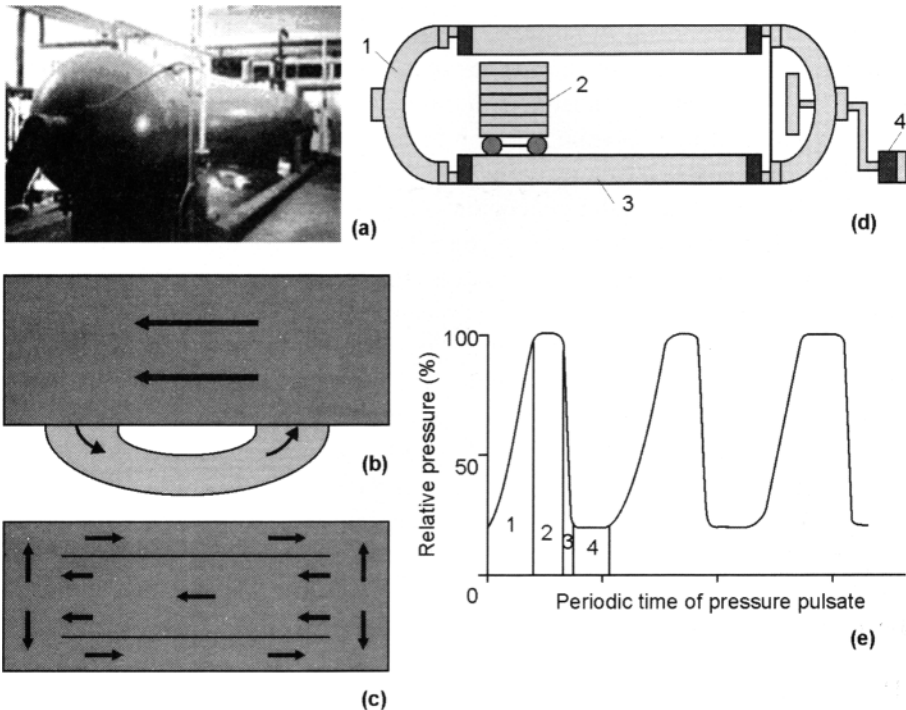 (a)
1
2
3
4
(d)
(b)
(c)
Relative pressure (%)
100
50
0
1
2
3
4
Periodic time of pressure pulsate
(e)